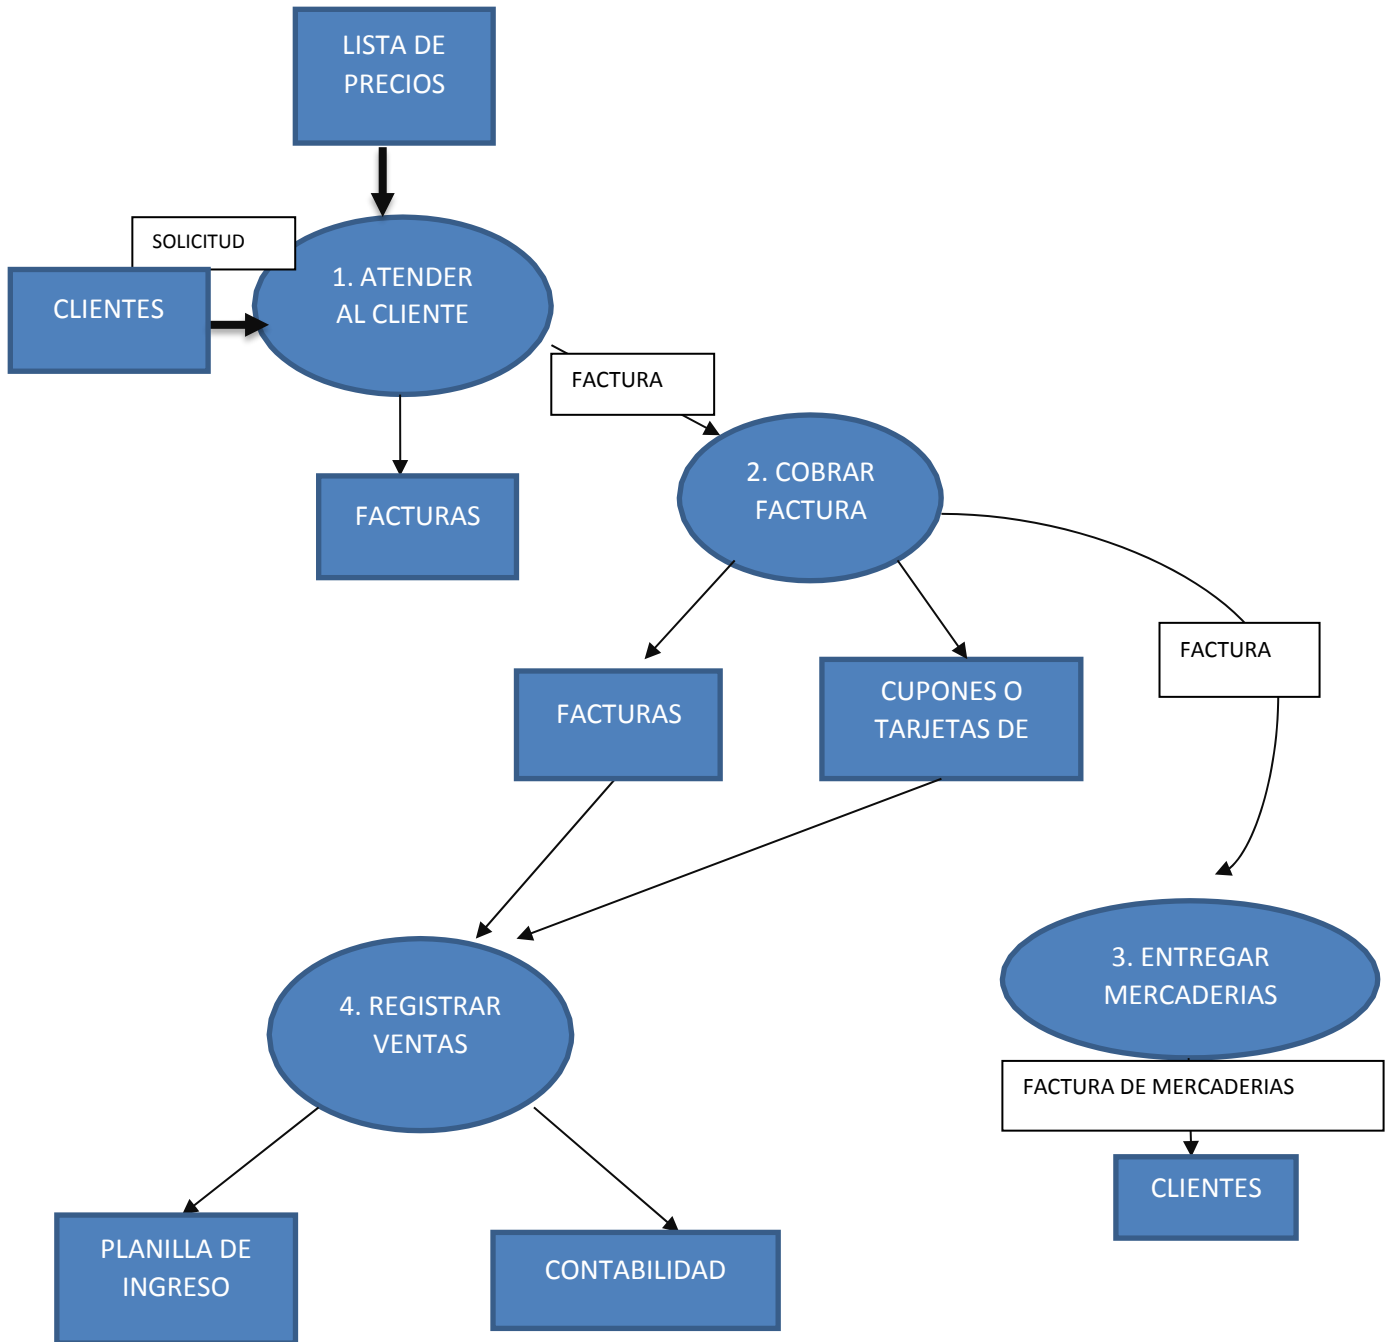 LISTA DE
PRECIOS
SOLICITUD
CLIENTES
1. ATENDER
AL CLIENTE
FACTURA
FACTURAS
2. COBRAR
FACTURA
FACTURA
FACTURAS
CUPONES O
TARJETAS DE
3. ENTREGAR
MERCADERIAS
4. REGISTRAR
VENTAS
FACTURA DE MERCADERIAS
CLIENTES
PLANILLA DE
INGRESO
CONTABILIDAD